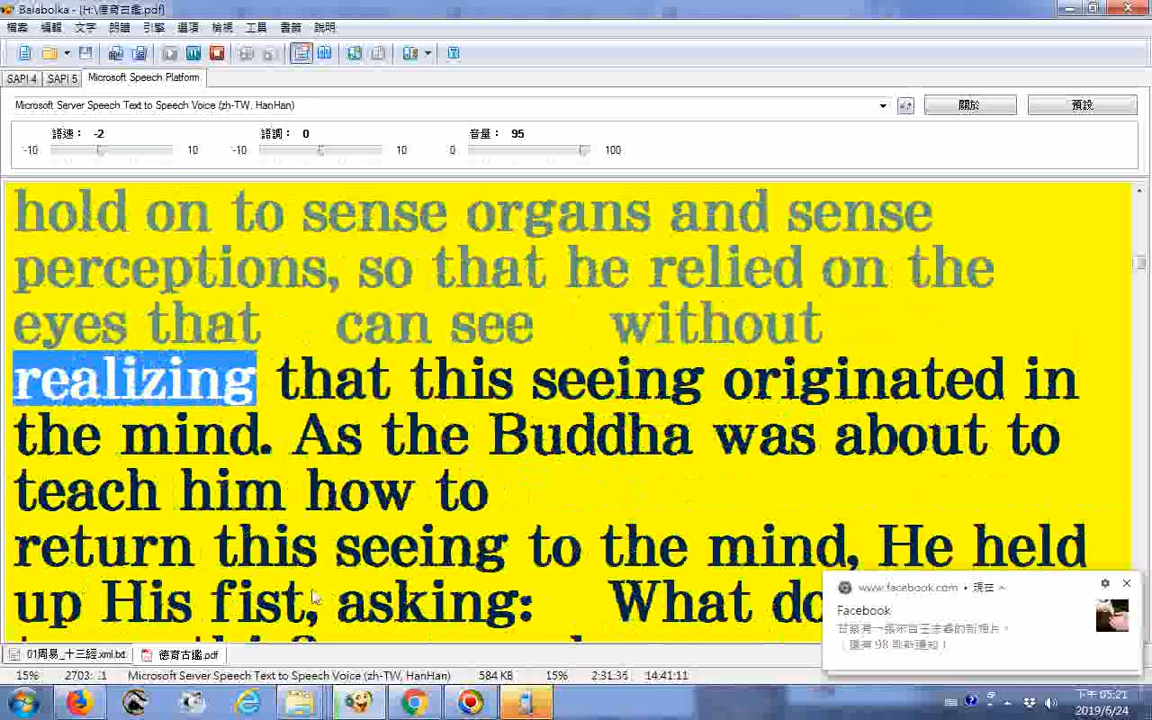 Balabolka - [H:\德育古鑑.pdf]
檔案 編輯 文字 朗讀 引擎 選項 檢視 工具 書籤 說明
SAPI 4 SAPI 5 Microsoft Speech Platform
Microsoft Server Speech Text to Speech Voice (zh-TW, HanHan)
關於 預設
語速： -2 語調： 0 音量： 95
-10 10 -10 10 0 100
hold on to sense organs and sense
perceptions, so that he relied on the
eyes that can see without
realizing that this seeing originated in
the mind. As the Buddha was about to
teach him how to
return this seeing to the mind, He held
up His fist, asking: What do
www.facebook.com • 現在
Facebook
還有 98 則新通知！
01周易_十三經.xml.txt 德育古鑑.pdf
15% Microsoft Server Speech Text to Speech Voice (zh-TW, HanHan) 584 KB 15% 2:31:36 14:41:11
下午 05:21
2019/6/24